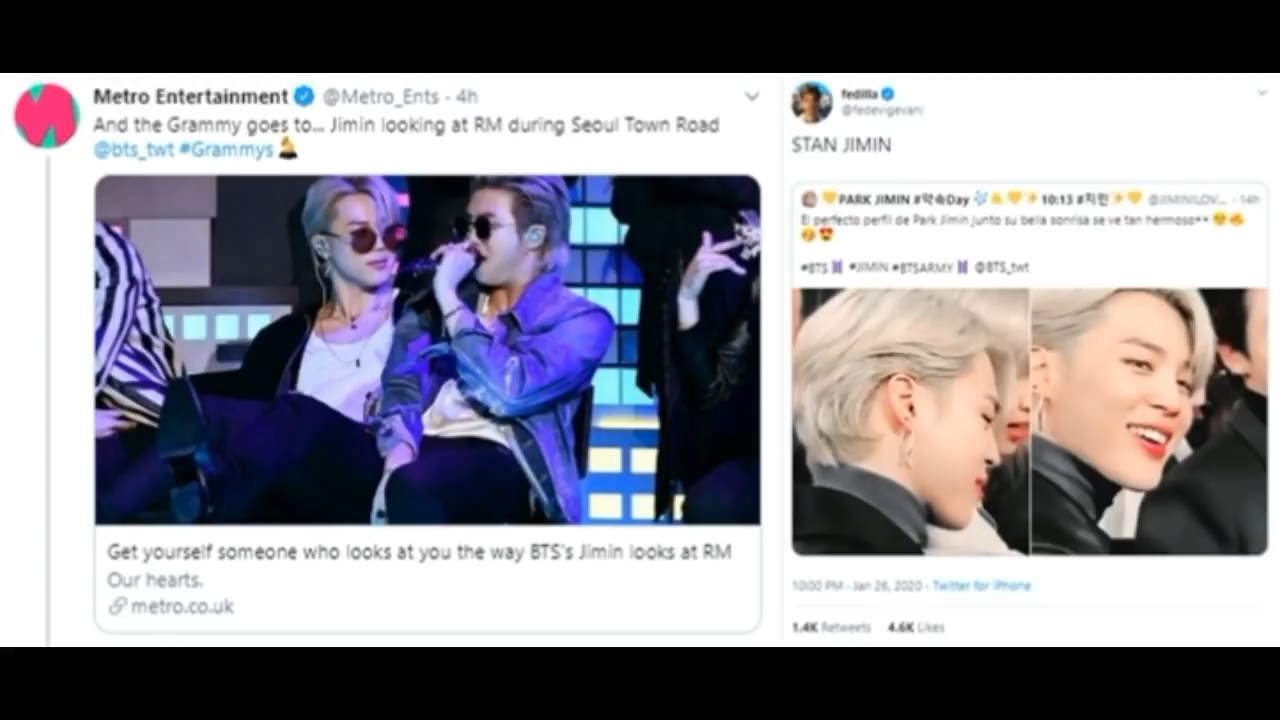 Metro Entertainment @Metro_Ents · 4h
And the Grammy goes to... Jimin looking at RM during Seoul Town Road
@bts_twt #Grammys
Get yourself someone who looks at you the way BTS's Jimin looks at RM
Our hearts.
metro.co.uk
fedilla
@fedevigevani
STAN JIMIN
PARK JIMIN #약속Day 10:13 #지민 @JIMINLOV... · 14h
El perfecto perfil de Park Jimin junto su bella sonrisa se ve tan hermoso**
#BTS #JIMIN #BTSARMY @BTS_twt
10:00 PM · Jan 26, 2020 · Twitter for iPhone
1.4K Retweets 4.6K Likes